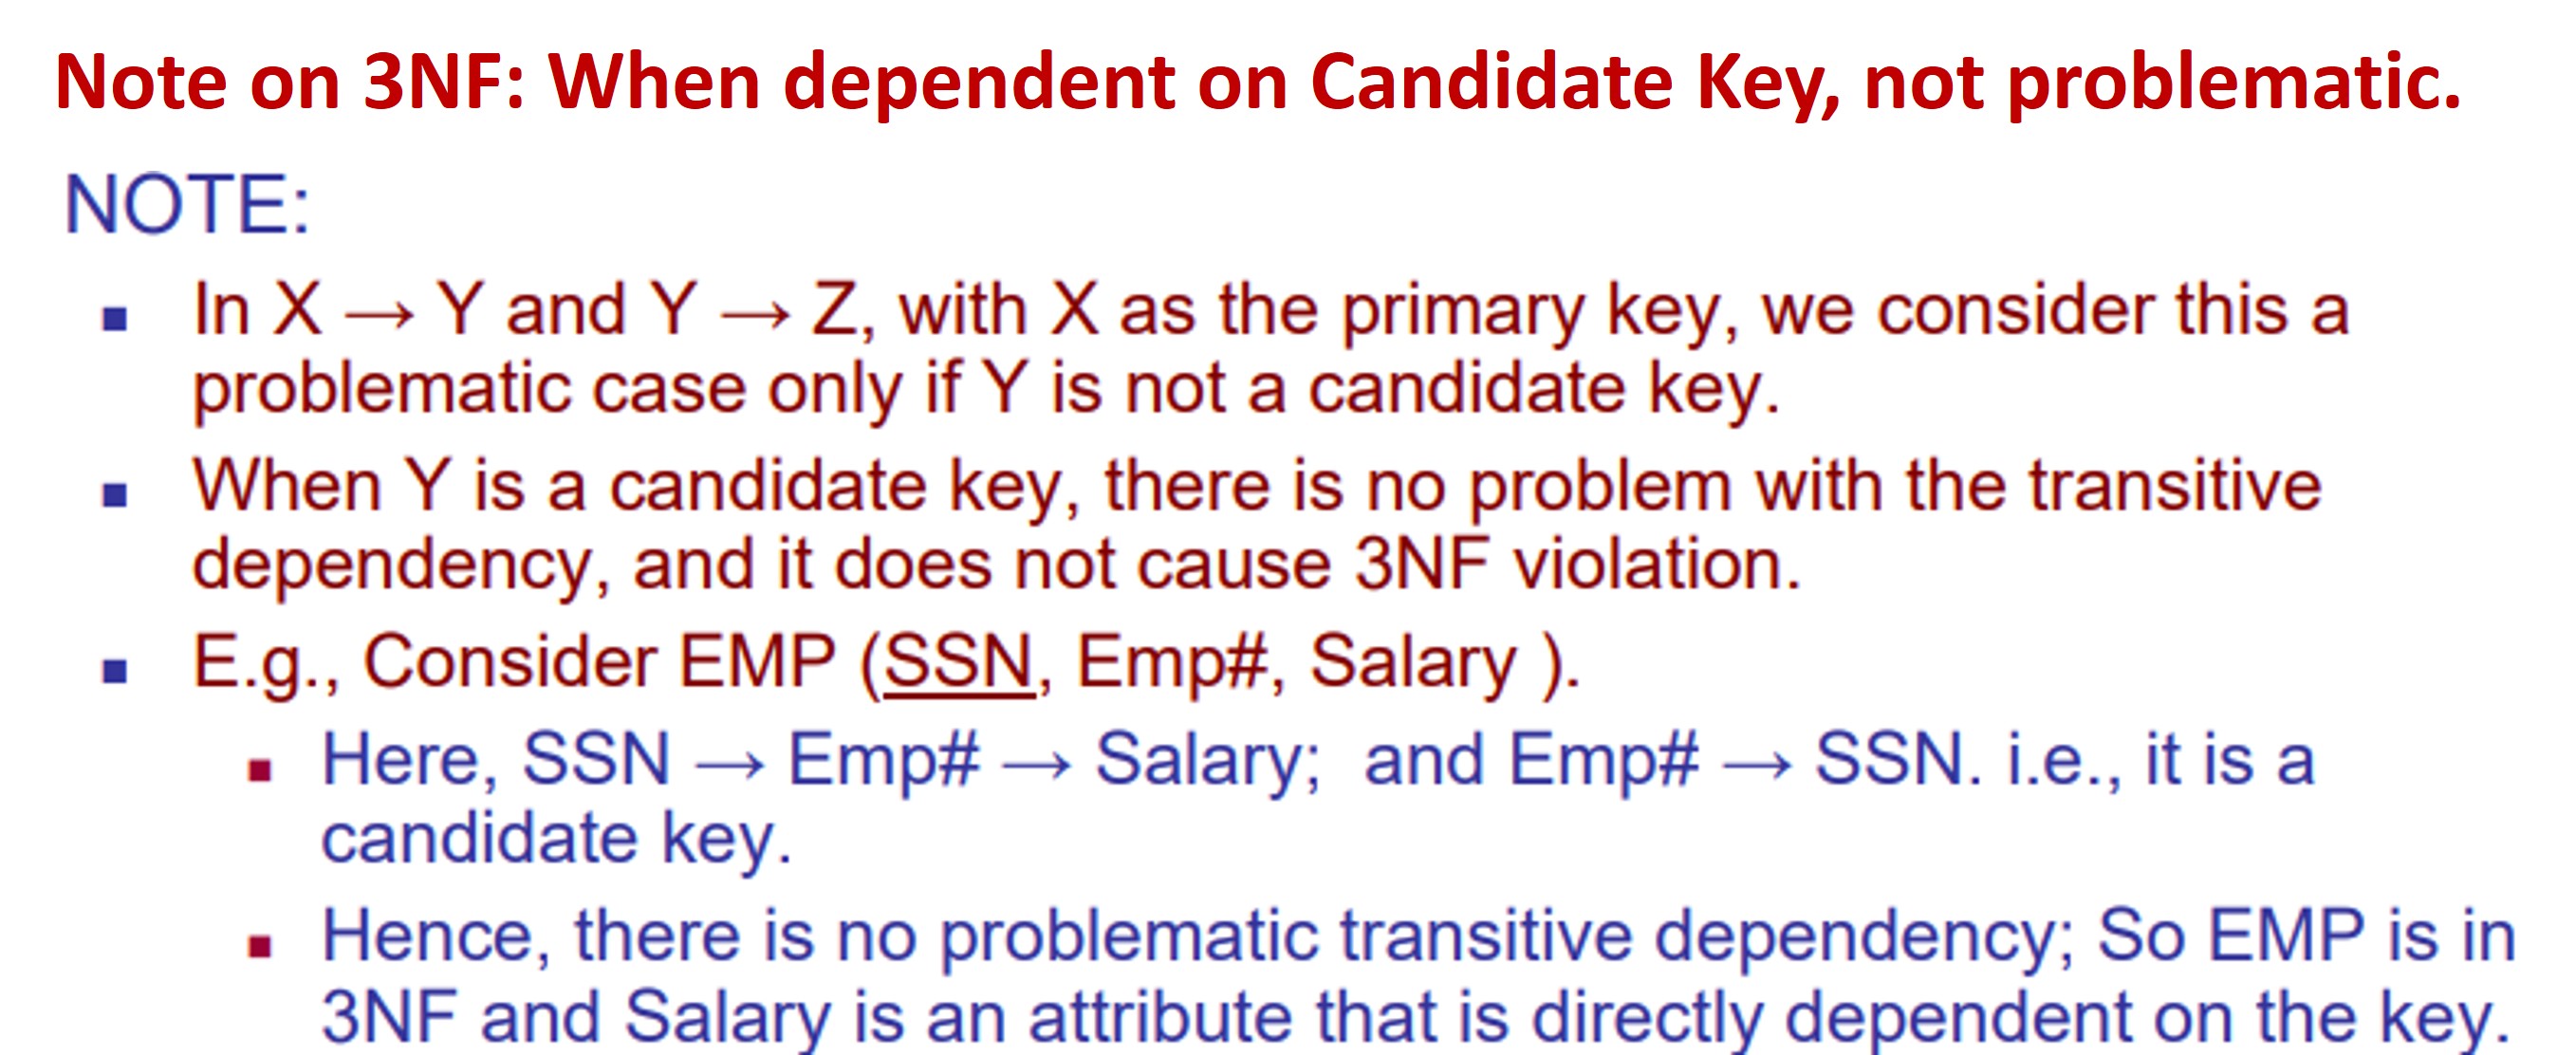 Note on 3NF: When dependent on Candidate Key, not problematic.
NOTE:
▪ In X → Y and Y → Z, with X as the primary key, we consider this a
problematic case only if Y is not a candidate key.
▪ When Y is a candidate key, there is no problem with the transitive
dependency, and it does not cause 3NF violation.
▪ E.g., Consider EMP (SSN, Emp#, Salary ).
▪ Here, SSN → Emp# → Salary; and Emp# → SSN. i.e., it is a
candidate key.
▪ Hence, there is no problematic transitive dependency; So EMP is in
3NF and Salary is an attribute that is directly dependent on the key.